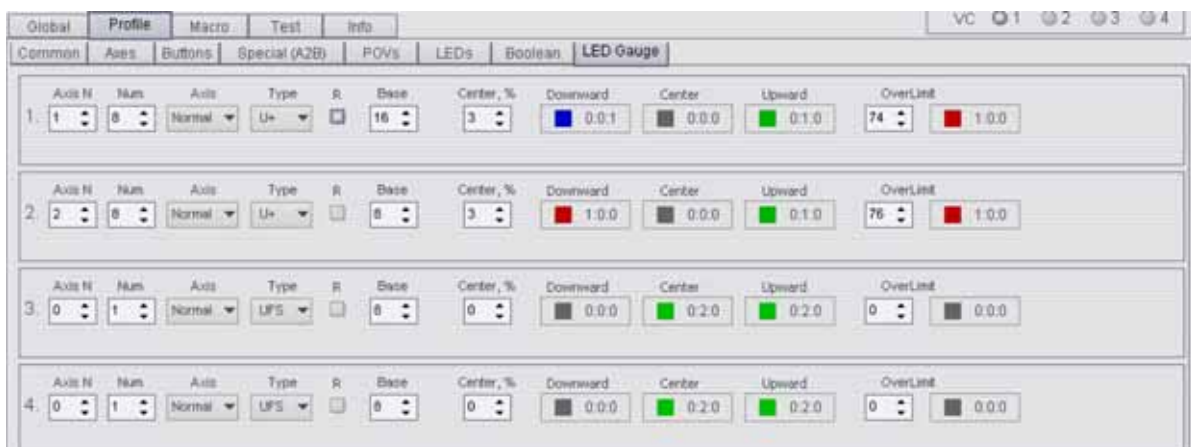 Global Profile Macro Test Info VC 1 2 3 4
Common Axes Buttons Special (A2B) POVs LEDs Boolean LED Gauge
Axis N Num Axis Type R Base Center, % Downward Center Upward OverLimit
1. 1 8 Normal U+ 16 3 0:0:1 0:0:0 0:1:0 74 1:0:0
Axis N Num Axis Type R Base Center, % Downward Center Upward OverLimit
2. 2 8 Normal U+ 8 3 1:0:0 0:0:0 0:1:0 76 1:0:0
Axis N Num Axis Type R Base Center, % Downward Center Upward OverLimit
3. 0 1 Normal UFS 8 0 0:0:0 0:2:0 0:2:0 0 0:0:0
Axis N Num Axis Type R Base Center, % Downward Center Upward OverLimit
4. 0 1 Normal UFS 8 0 0:0:0 0:2:0 0:2:0 0 0:0:0